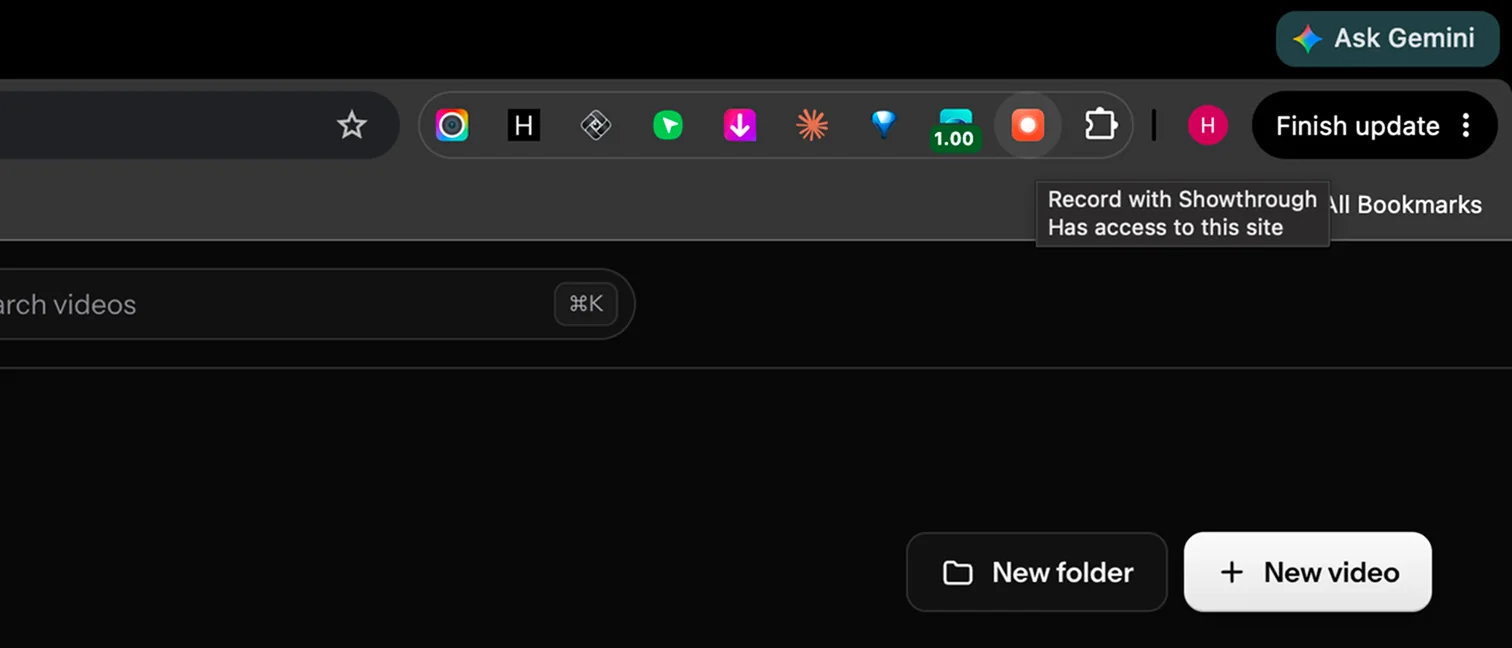 Ask Gemini
H
1.00
H
Finish update
Record with Showthrough
Has access to this site
All Bookmarks
arch videos
⌘K
New folder
+ New video